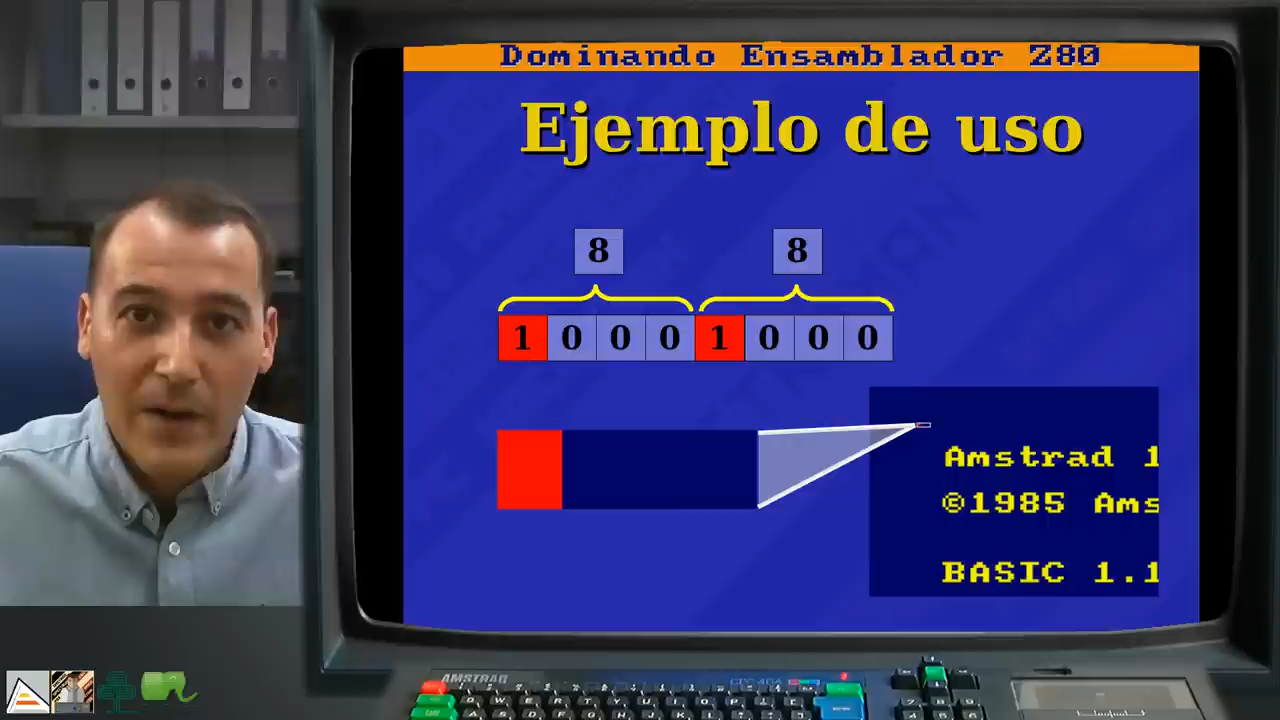 Dominando Ensamblador Z80
Ejemplo de uso
8 8
1 0 0 0 1 0 0 0
Amstrad 1
©1985 Ams
BASIC 1.1
AMSTRAD